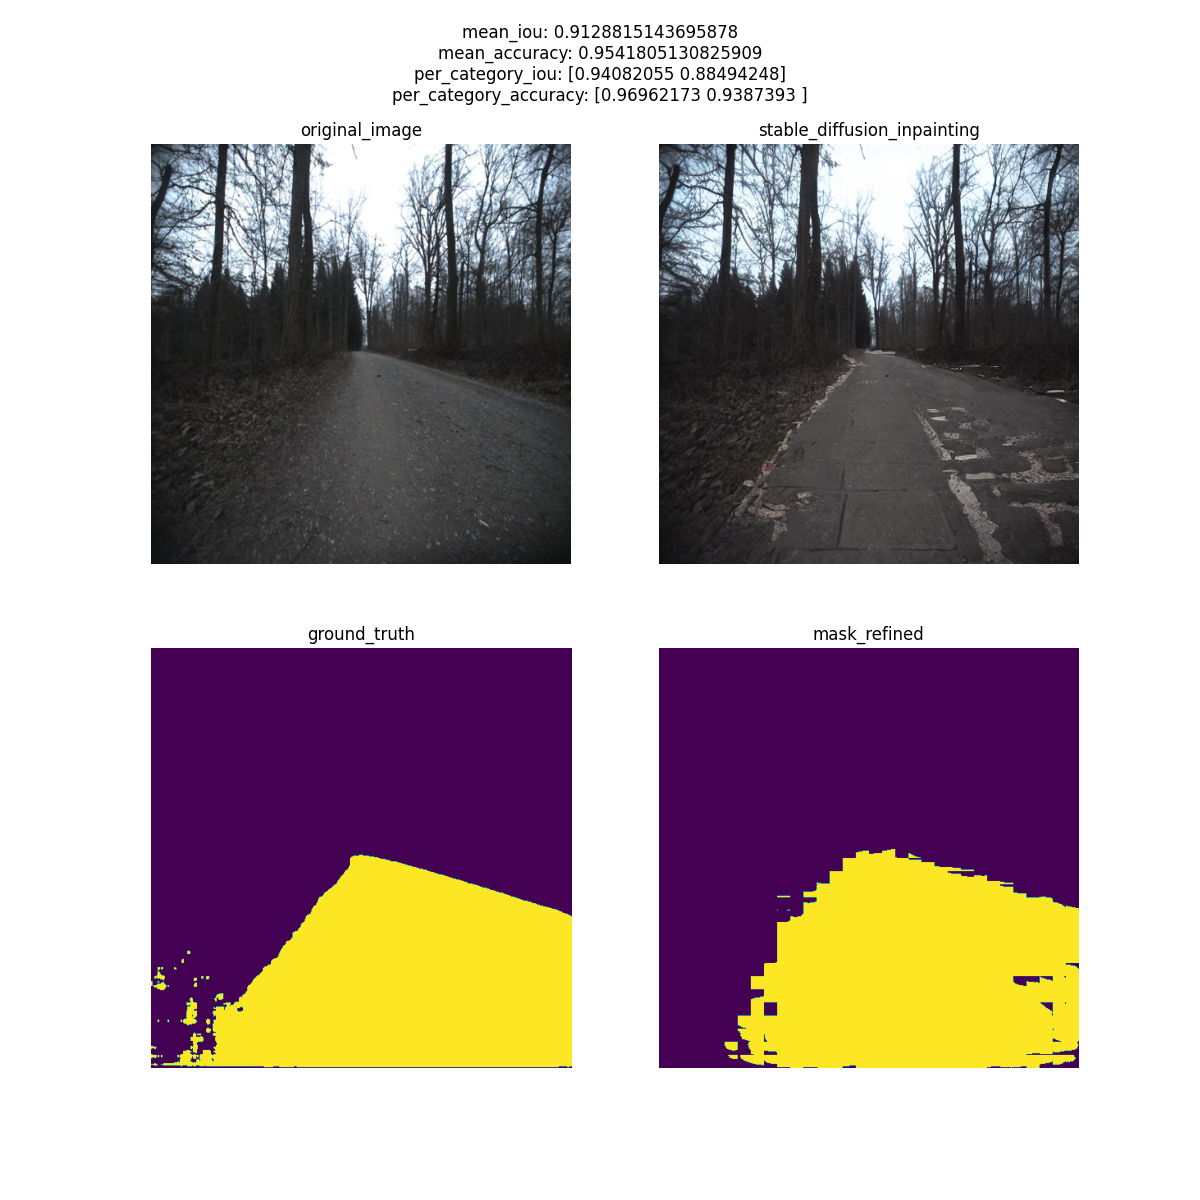 mean_iou: 0.9128815143695878
mean_accuracy: 0.9541805130825909
per_category_iou: [0.94082055 0.88494248]
per_category_accuracy: [0.96962173 0.9387393 ]
original_image
stable_diffusion_inpainting
ground_truth
mask_refined